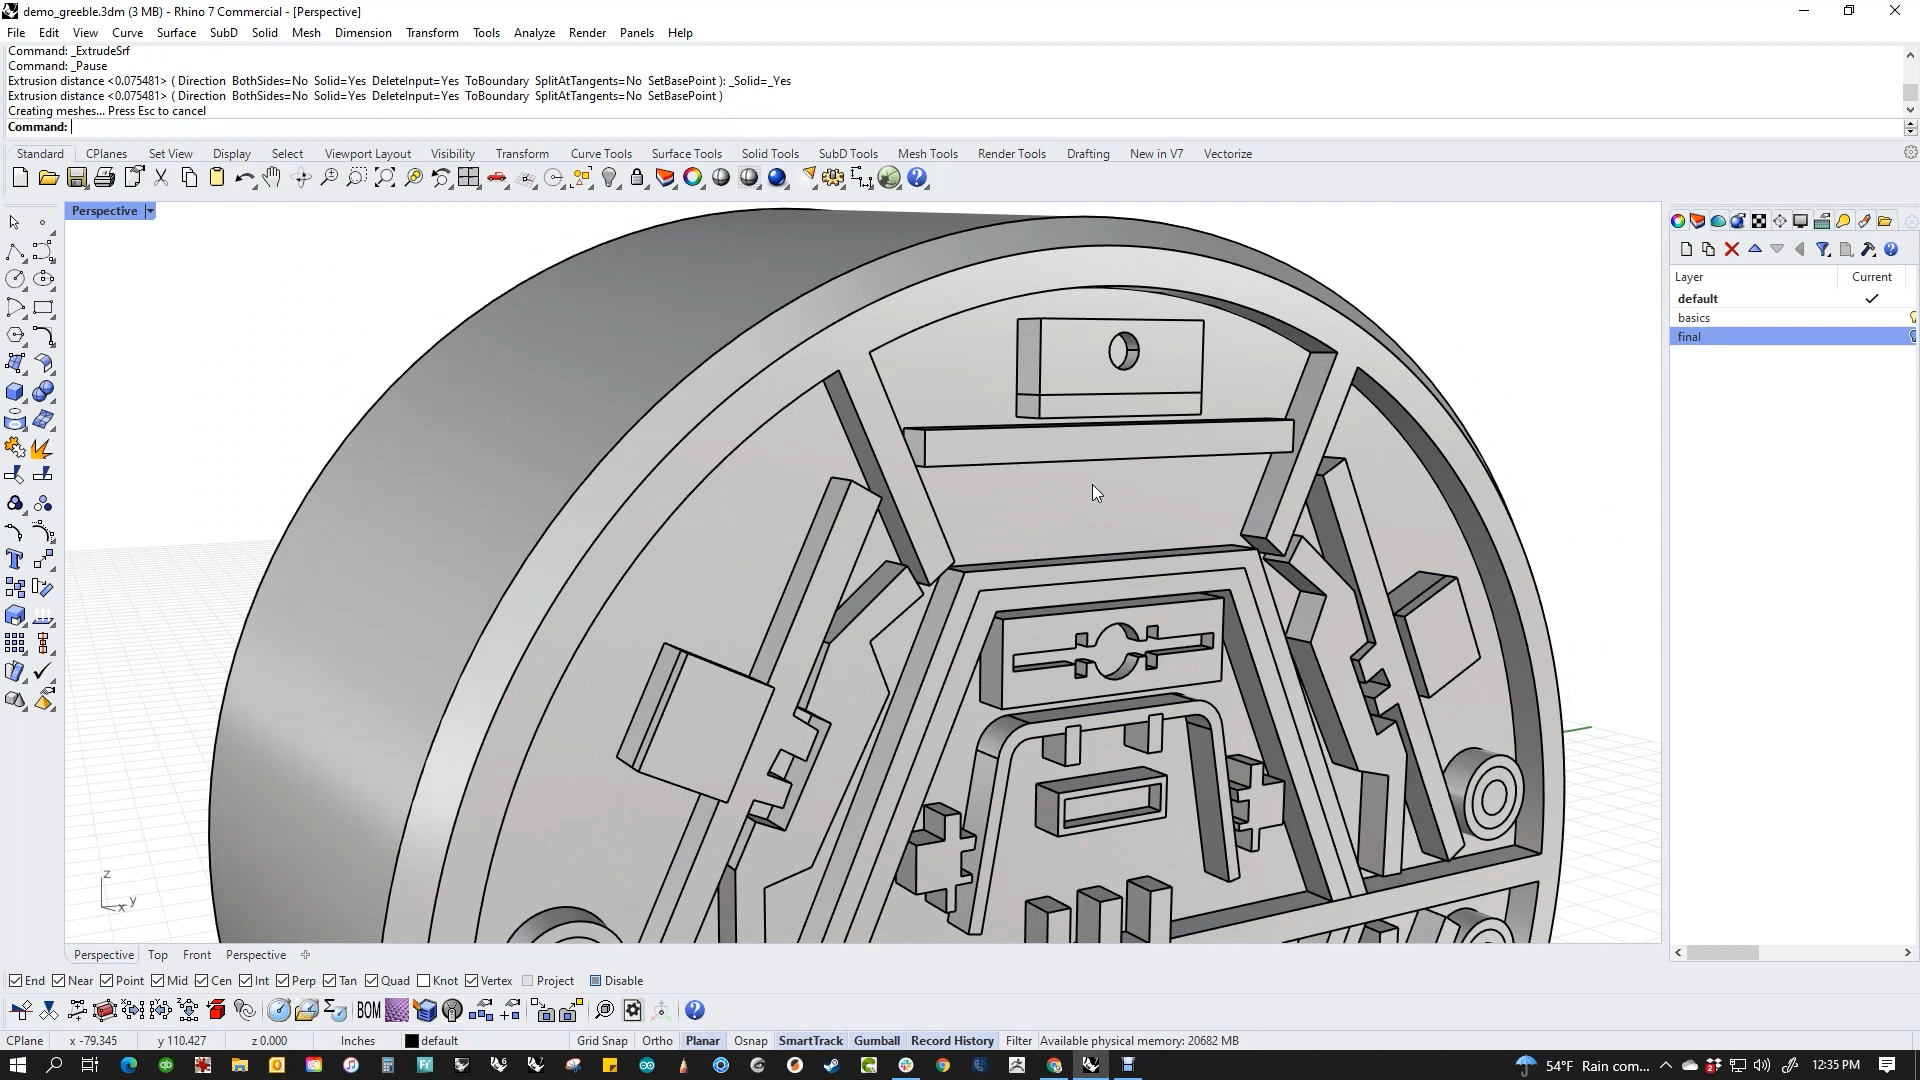 demo_greeble.3dm (3 MB) - Rhino 7 Commercial - [Perspective]
File Edit View Curve Surface SubD Solid Mesh Dimension Transform Tools Analyze Render Panels Help
Command: _ExtrudeSrf
Command: _Pause
Extrusion distance <0.075481> ( Direction BothSides=No Solid=Yes DeleteInput=Yes ToBoundary SplitAtTangents=No SetBasePoint ): _Solid=_Yes
Extrusion distance <0.075481> ( Direction BothSides=No Solid=Yes DeleteInput=Yes ToBoundary SplitAtTangents=No SetBasePoint )
Creating meshes... Press Esc to cancel
Command:
Standard CPlanes Set View Display Select Viewport Layout Visibility Transform Curve Tools Surface Tools Solid Tools SubD Tools Mesh Tools Render Tools Drafting New in V7 Vectorize
Perspective
Layer Current
default
basics
final
z
y
x
Perspective Top Front Perspective
End Near Point Mid Cen Int Perp Tan Quad Knot Vertex Project Disable
BOM
CPlane x -79.345 y 110.427 z 0.000 Inches default Grid Snap Ortho Planar Osnap SmartTrack Gumball Record History Filter Available physical memory: 20682 MB
54°F Rain com... 12:35 PM